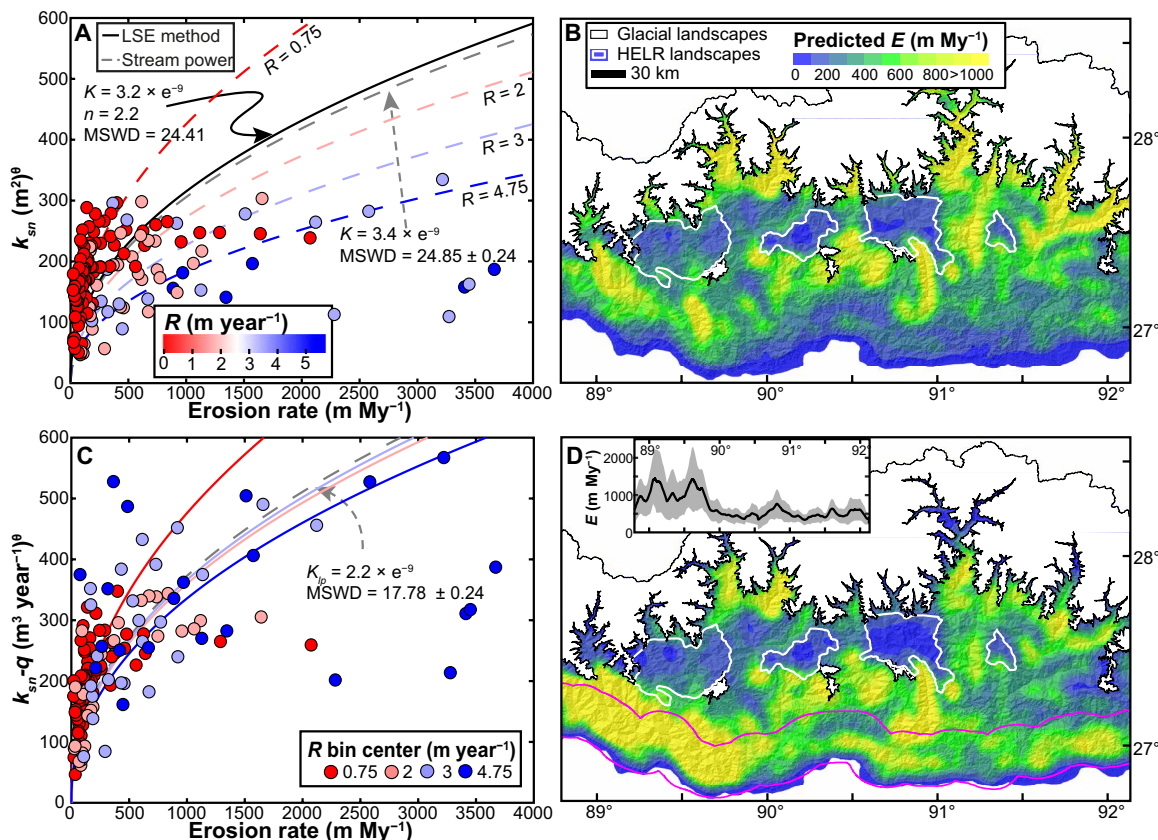 A
LSE method
Stream power
K = 3.2 × e⁻⁹
n = 2.2
MSWD = 24.41
R = 0.75
R = 2
R = 3
R = 4.75
K = 3.4 × e⁻⁹
MSWD = 24.85 ± 0.24
R (m year⁻¹)
0 1 2 3 4 5
600
500
400
300
200
100
0
k_sn (m²)^θ
0 500 1000 1500 2000 2500 3000 3500 4000
Erosion rate (m My⁻¹)
B
Glacial landscapes
HELR landscapes
30 km
Predicted E (m My⁻¹)
0 200 400 600 800>1000
28°
27°
89° 90° 91° 92°
C
600
500
400
300
200
100
0
k_sn-q (m³ year⁻¹)^θ
K_lp = 2.2 × e⁻⁹
MSWD = 17.78 ± 0.24
R bin center (m year⁻¹)
0.75 2 3 4.75
0 500 1000 1500 2000 2500 3000 3500 4000
Erosion rate (m My⁻¹)
D
89° 90° 91° 92°
2000
1000
0
E (m My⁻¹)
28°
27°
89° 90° 91° 92°